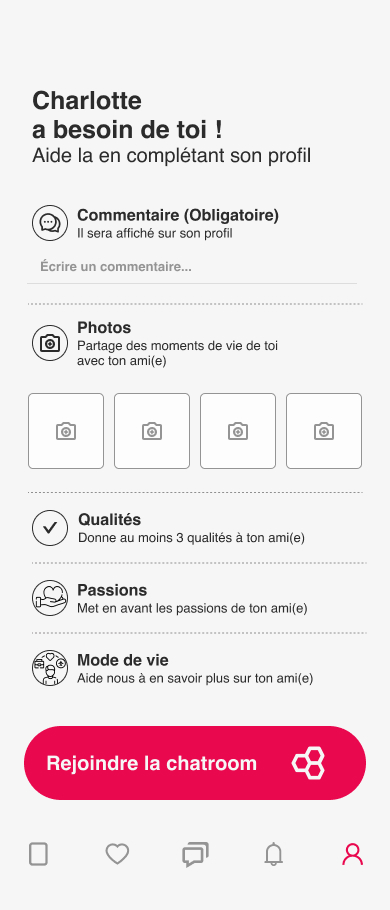 Charlotte
a besoin de toi !
Aide la en complétant son profil
Commentaire (Obligatoire)
Il sera affiché sur son profil
Écrire un commentaire...
Photos
Partage des moments de vie de toi
avec ton ami(e)
Qualités
Donne au moins 3 qualités à ton ami(e)
Passions
Met en avant les passions de ton ami(e)
Mode de vie
Aide nous à en savoir plus sur ton ami(e)
Rejoindre la chatroom